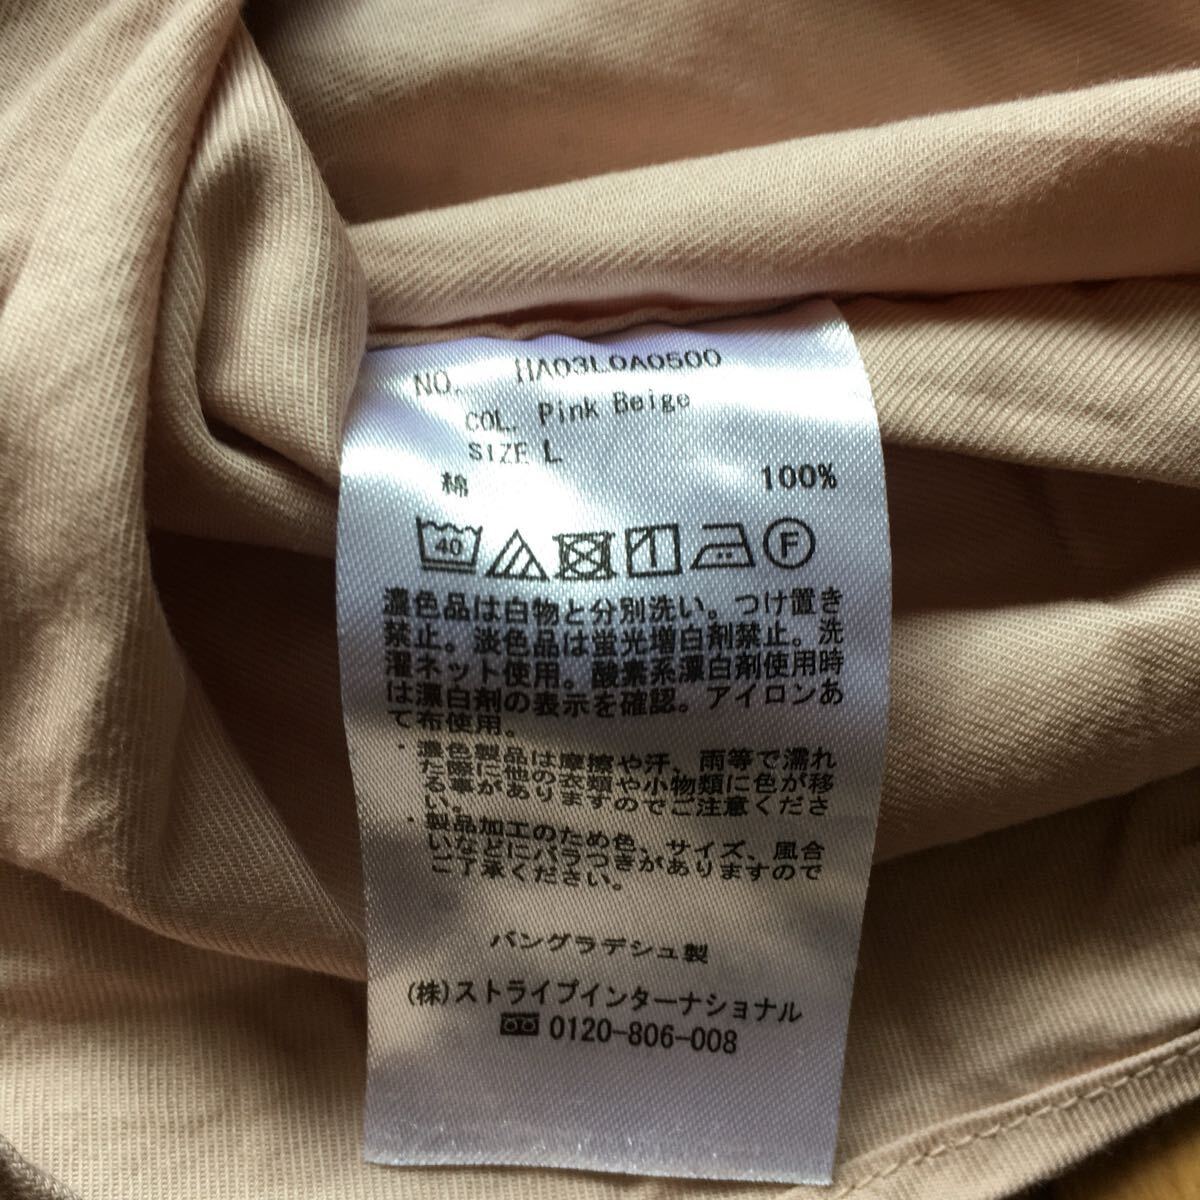 NO. HA03L0A0500
COL. Pink Beige
SIZE L
綿 100%
40 F
濃色品は白物と分別洗い。つけ置き
禁止。淡色品は蛍光増白剤禁止。洗
濯ネット使用。酸素系漂白剤使用時
は漂白剤の表示を確認。アイロンあ
て布使用。
・濃色製品は摩擦や汗、雨等で濡れ
た際に他の衣類や小物類に色が移
る事がありますのでご注意くださ
い。
・製品加工のため色、サイズ、風合
いなどにバラつきがありますので
ご了承ください。
バングラデシュ製
(株)ストライプインターナショナル
0120-806-008